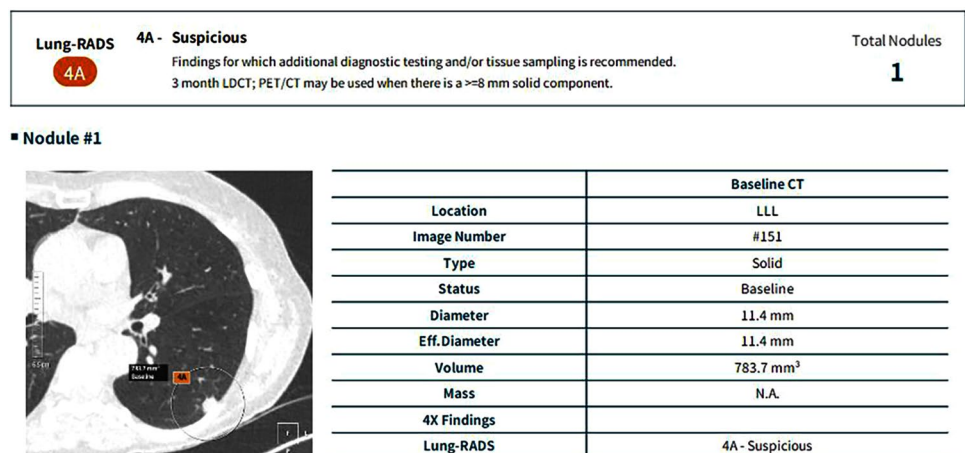 Lung-RADS
4A
4A - Suspicious
Findings for which additional diagnostic testing and/or tissue sampling is recommended.
3 month LDCT; PET/CT may be used when there is a >=8 mm solid component.
Total Nodules
1
Nodule #1
783.7 mm³
Baseline
4A
Baseline CT
Location LLL
Image Number #151
Type Solid
Status Baseline
Diameter 11.4 mm
Eff.Diameter 11.4 mm
Volume 783.7 mm³
Mass N.A.
4X Findings
Lung-RADS 4A - Suspicious